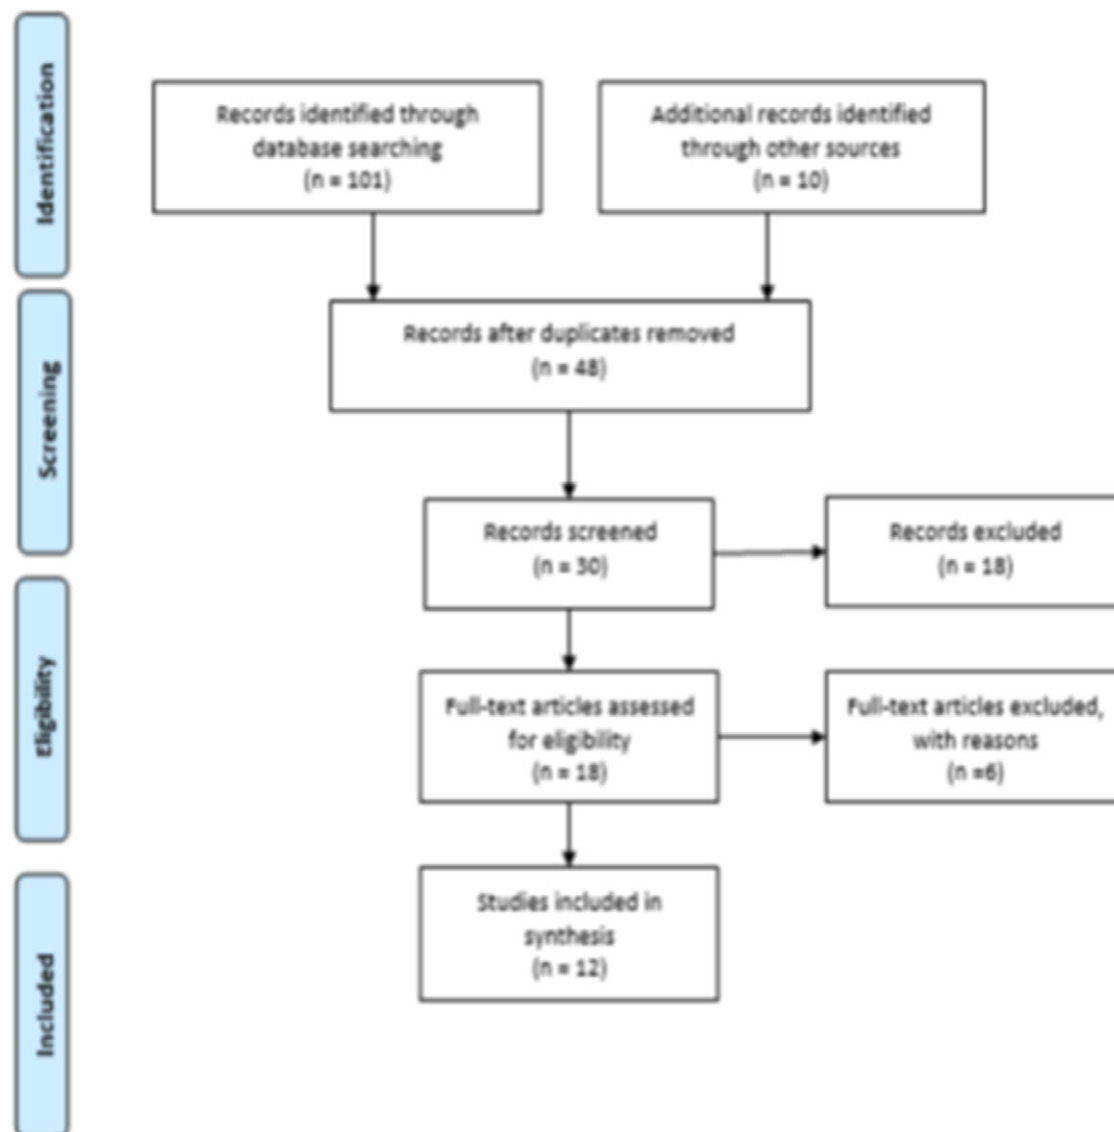 Identification
Records identified through
database searching
(n = 101)
Additional records identified
through other sources
(n = 10)
Screening
Records after duplicates removed
(n = 48)
Records screened
(n = 30)
Records excluded
(n = 18)
Eligibility
Full-text articles assessed
for eligibility
(n = 18)
Full-text articles excluded,
with reasons
(n =6)
Included
Studies included in
synthesis
(n = 12)